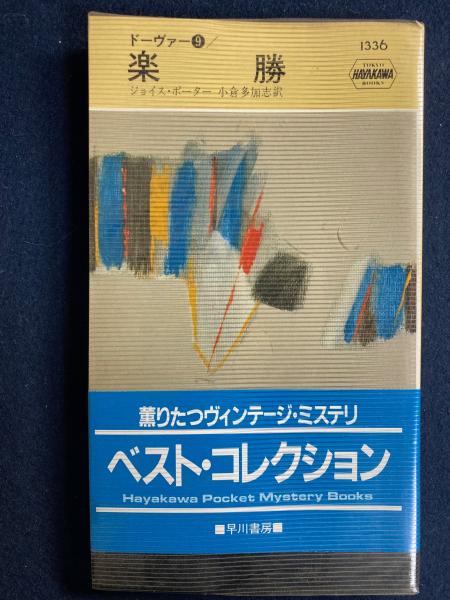 ドーヴァー❾/
楽 勝
ジョイス・ポーター 小倉多加志訳
1336
TOKYO
HAYAKAWA
BOOKS
薫りたつヴィンテージ・ミステリ
ベスト・コレクション
Hayakawa Pocket Mystery Books
■早川書房■